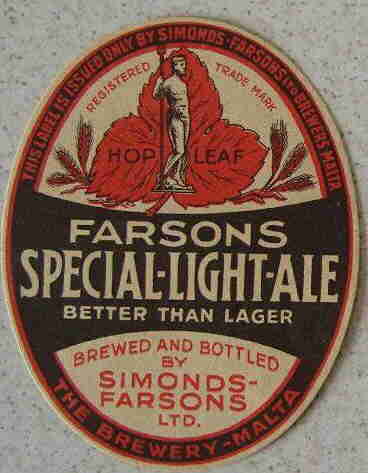 THIS LABEL IS ISSUED ONLY BY SIMONDS-FARSONS LTD BREWERS MALTA
REGISTERED TRADE MARK
HOP LEAF
FARSONS
SPECIAL-LIGHT-ALE
BETTER THAN LAGER
BREWED AND BOTTLED
BY
SIMONDS-
FARSONS
LTD.
THE BREWERY-MALTA